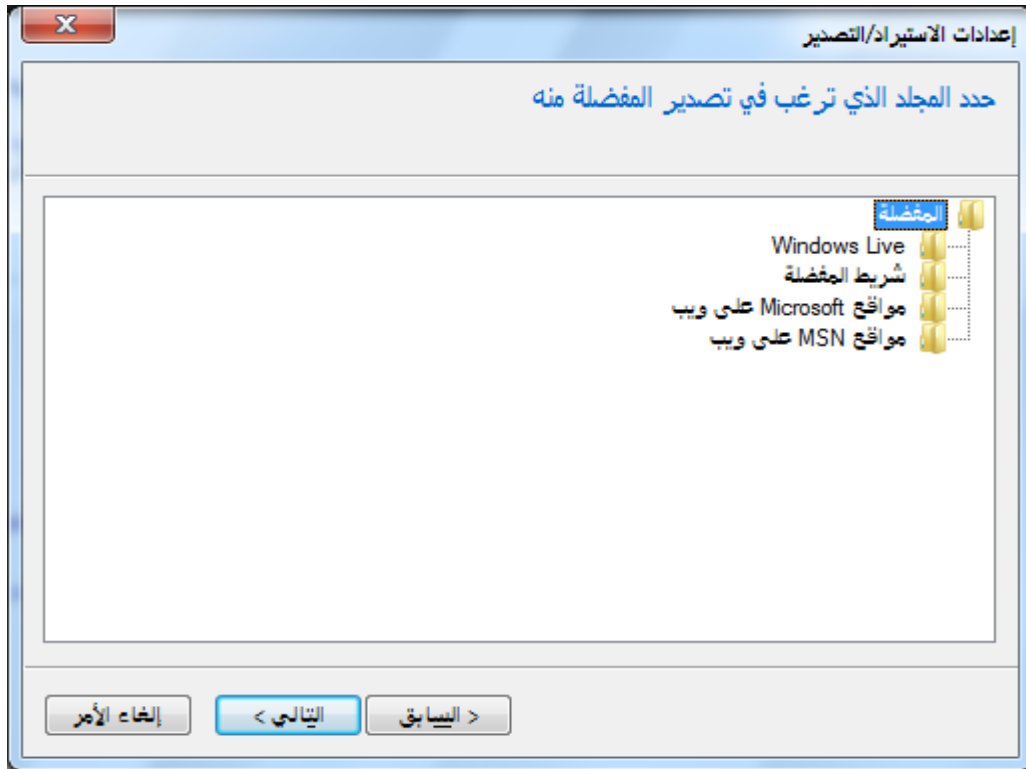 إعدادات الاستيراد/التصدير
حدد المجلد الذي ترغب في تصدير المفضلة منه
المفضلة
Windows Live
شريط المفضلة
مواقع Microsoft على ويب
مواقع MSN على ويب
< السابق
التالي >
إلغاء الأمر